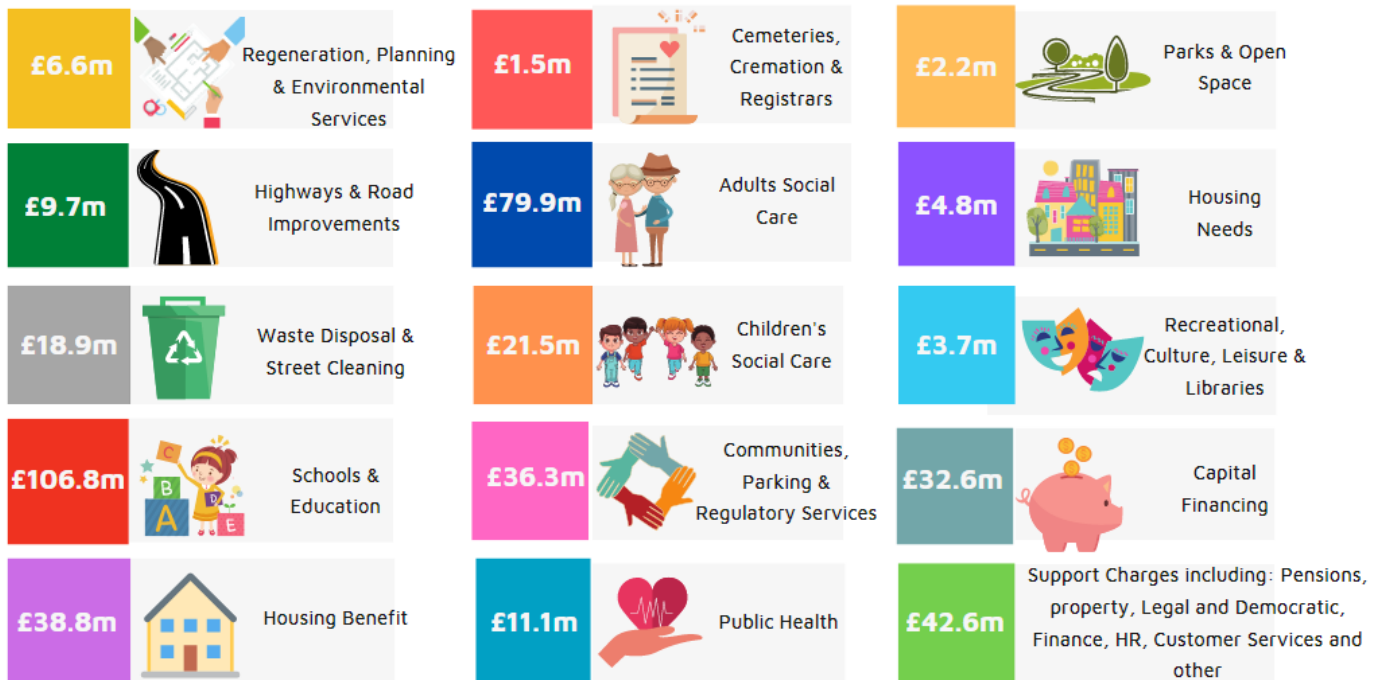 £6.6m
Regeneration, Planning
& Environmental
Services
£1.5m
Cemeteries,
Cremation &
Registrars
£2.2m
Parks & Open
Space
£9.7m
Highways & Road
Improvements
£79.9m
Adults Social
Care
£4.8m
Housing
Needs
£18.9m
Waste Disposal &
Street Cleaning
£21.5m
Children's
Social Care
£3.7m
Recreational,
Culture, Leisure &
Libraries
£106.8m
C
B
A
D
E
Schools &
Education
£36.3m
Communities,
Parking &
Regulatory Services
£32.6m
Capital
Financing
£38.8m
Housing Benefit
£11.1m
Public Health
£42.6m
Support Charges including: Pensions,
property, Legal and Democratic,
Finance, HR, Customer Services and
other